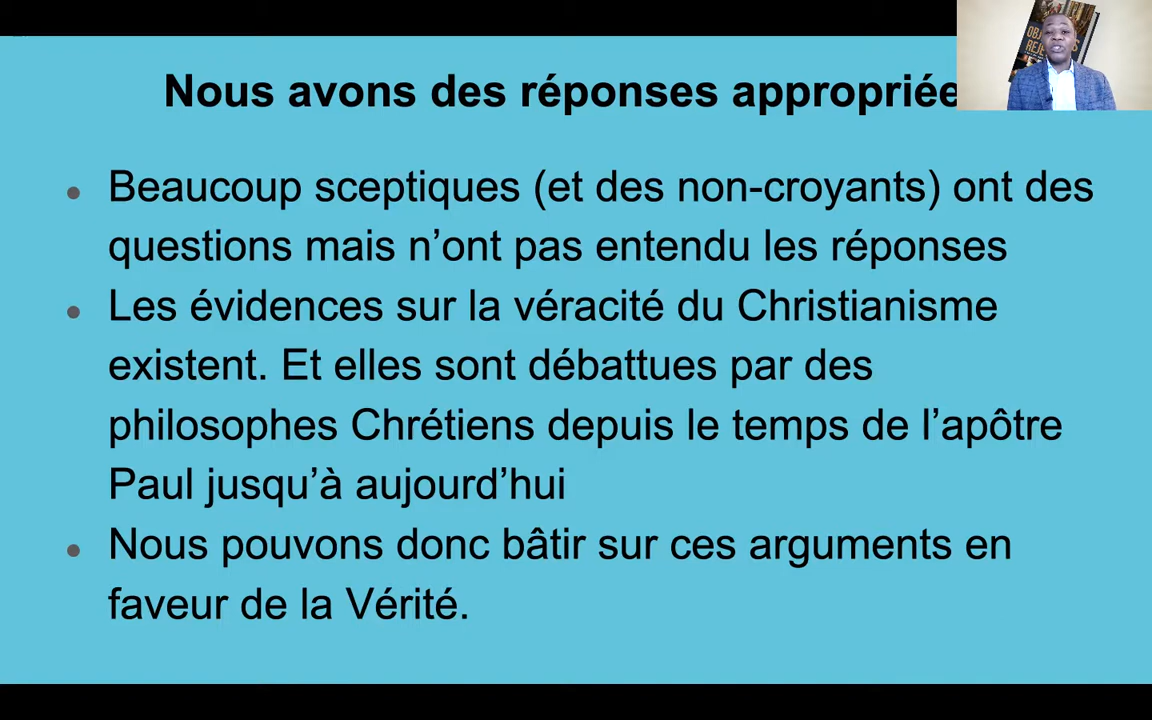 Nous avons des réponses appropriée
Beaucoup sceptiques (et des non-croyants) ont des
questions mais n’ont pas entendu les réponses
Les évidences sur la véracité du Christianisme
existent. Et elles sont débattues par des
philosophes Chrétiens depuis le temps de l’apôtre
Paul jusqu’à aujourd’hui
Nous pouvons donc bâtir sur ces arguments en
faveur de la Vérité.